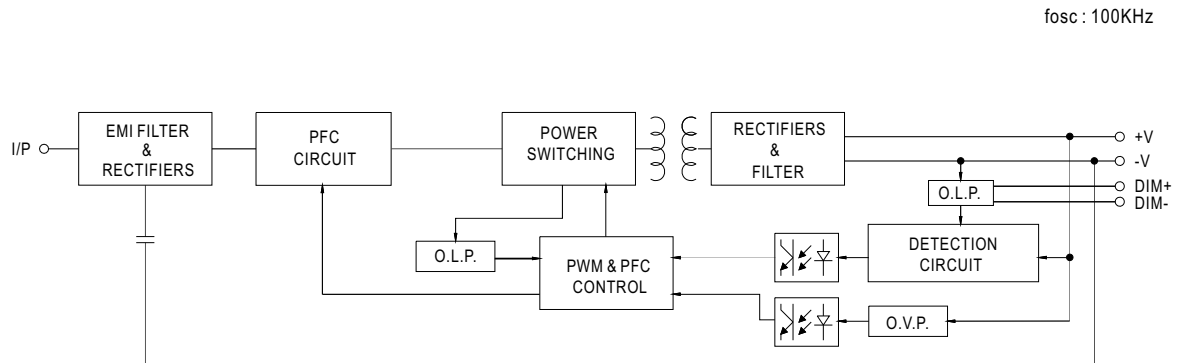 fosc : 100KHz
I/P
EMI FILTER
&
RECTIFIERS
PFC
CIRCUIT
POWER
SWITCHING
RECTIFIERS
&
FILTER
+V
-V
DIM+
DIM-
O.L.P.
O.L.P.
PWM & PFC
CONTROL
DETECTION
CIRCUIT
O.V.P.